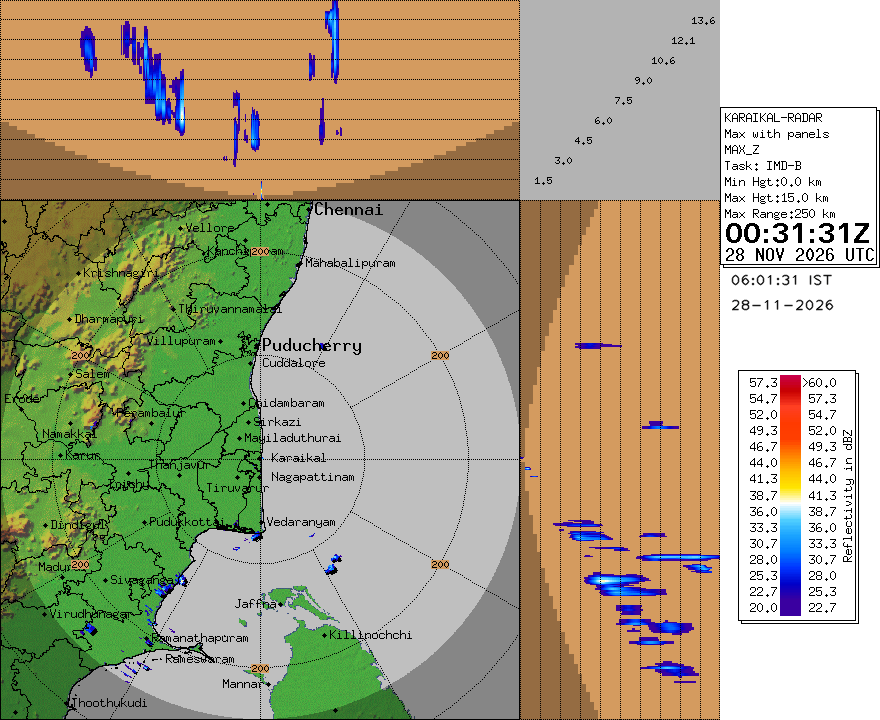 13.6
12.1
10.6
9.0
7.5
6.0
4.5
3.0
1.5
KARAIKAL-RADAR
Max with panels
MAX_Z
Task: IMD-B
Min Hgt:0.0 km
Max Hgt:15.0 km
Max Range:250 km
00:31:31Z
28 NOV 2026 UTC
06:01:31 IST
28-11-2026
Chennai
Vellore
200
Mahabalipuram
Krishnagiri
Thiruvannamalai
Dharmapuri
Villupuram
Puducherry
200
200
Cuddalore
Salem
Erode
Chidambaram
Perambalur
Sirkazi
Namakkal
Mayiladuthurai
Karur
Karaikal
Thanjavur
Nagapattinam
Tiruvarur
Dindigul
Pudukkottai
Vedaranyam
200
200
Madur
Sivaganga
Jaffna
Virudhunagar
Ramanathapuram
Killinochchi
Rameswaram
200
Mannar
Thoothukudi
57.3 >60.0
54.7 57.3
52.0 54.7
49.3 52.0
46.7 49.3
44.0 46.7
41.3 44.0
38.7 41.3
36.0 38.7
33.3 36.0
30.7 33.3
28.0 30.7
25.3 28.0
22.7 25.3
20.0 22.7
Reflectivity in dBZ